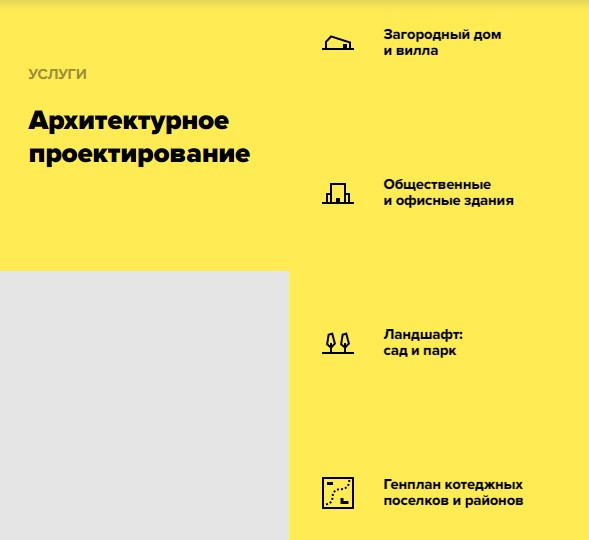 УСЛУГИ
Архитектурное
проектирование
Загородный дом
и вилла
Общественные
и офисные здания
Ландшафт:
сад и парк
Генплан котеджных
поселков и районов